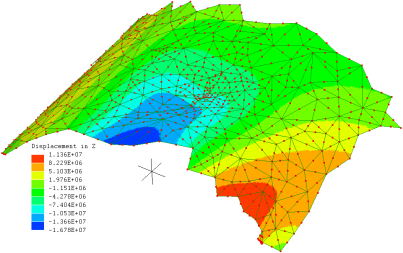 Displacement in Z
1.136E+07
8.229E+06
5.103E+06
1.976E+06
-1.151E+06
-4.278E+06
-7.404E+06
-1.053E+07
-1.366E+07
-1.678E+07